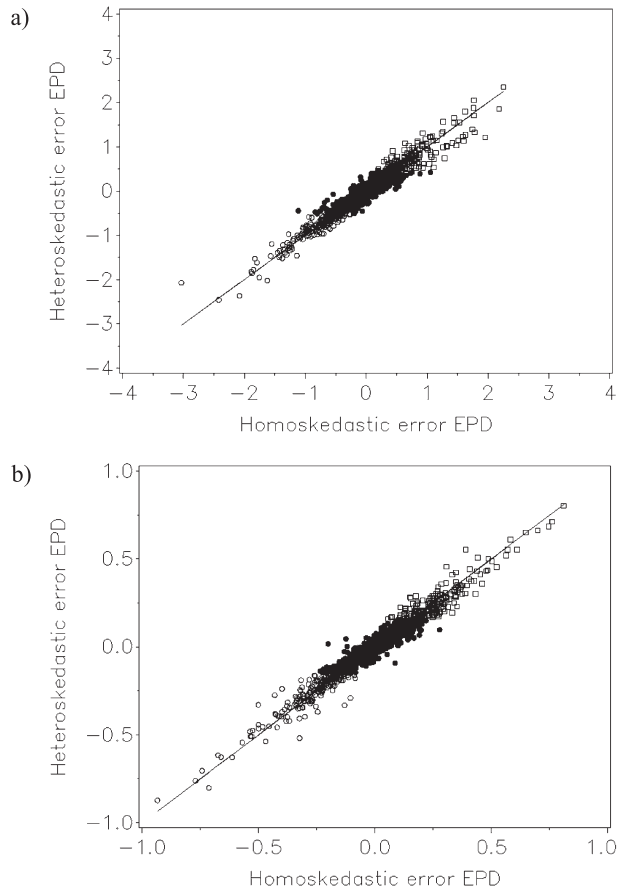 a)
4
3
2
1
0
−1
−2
−3
−4
Heteroskedastic error EPD
−4 −3 −2 −1 0 1 2 3 4
Homoskedastic error EPD
b)
1.0
0.5
0.0
−0.5
−1.0
Heteroskedastic error EPD
−1.0 −0.5 0.0 0.5 1.0
Homoskedastic error EPD